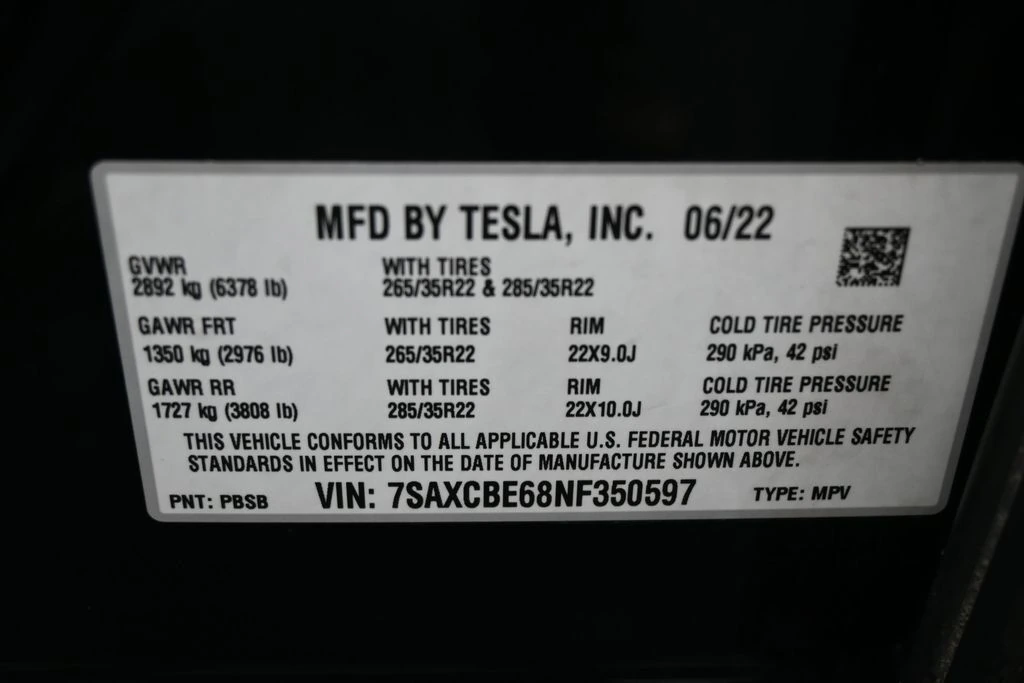 MFD BY TESLA, INC. 06/22
GVWR WITH TIRES
2892 kg (6378 lb) 265/35R22 & 285/35R22
GAWR FRT WITH TIRES RIM COLD TIRE PRESSURE
1350 kg (2976 lb) 265/35R22 22X9.0J 290 kPa, 42 psi
GAWR RR WITH TIRES RIM COLD TIRE PRESSURE
1727 kg (3808 lb) 285/35R22 22X10.0J 290 kPa, 42 psi
THIS VEHICLE CONFORMS TO ALL APPLICABLE U.S. FEDERAL MOTOR VEHICLE SAFETY
STANDARDS IN EFFECT ON THE DATE OF MANUFACTURE SHOWN ABOVE.
PNT: PBSB VIN: 7SAXCBE68NF350597 TYPE: MPV